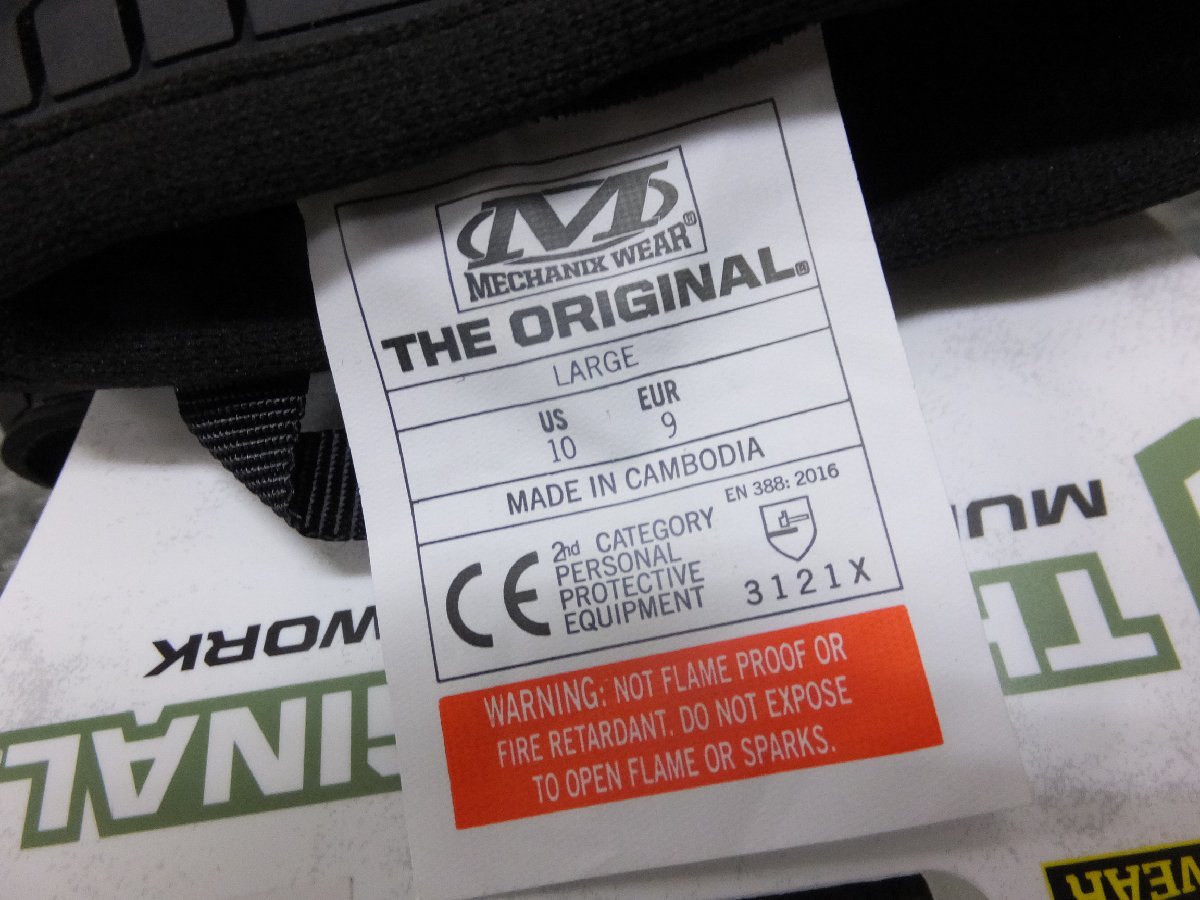 MECHANIX WEAR®
THE ORIGINAL®
LARGE
US EUR
10 9
MADE IN CAMBODIA
CE
2nd CATEGORY
PERSONAL
PROTECTIVE
EQUIPMENT
EN 388: 2016
3121X
WARNING: NOT FLAME PROOF OR
FIRE RETARDANT. DO NOT EXPOSE
TO OPEN FLAME OR SPARKS.
WORK